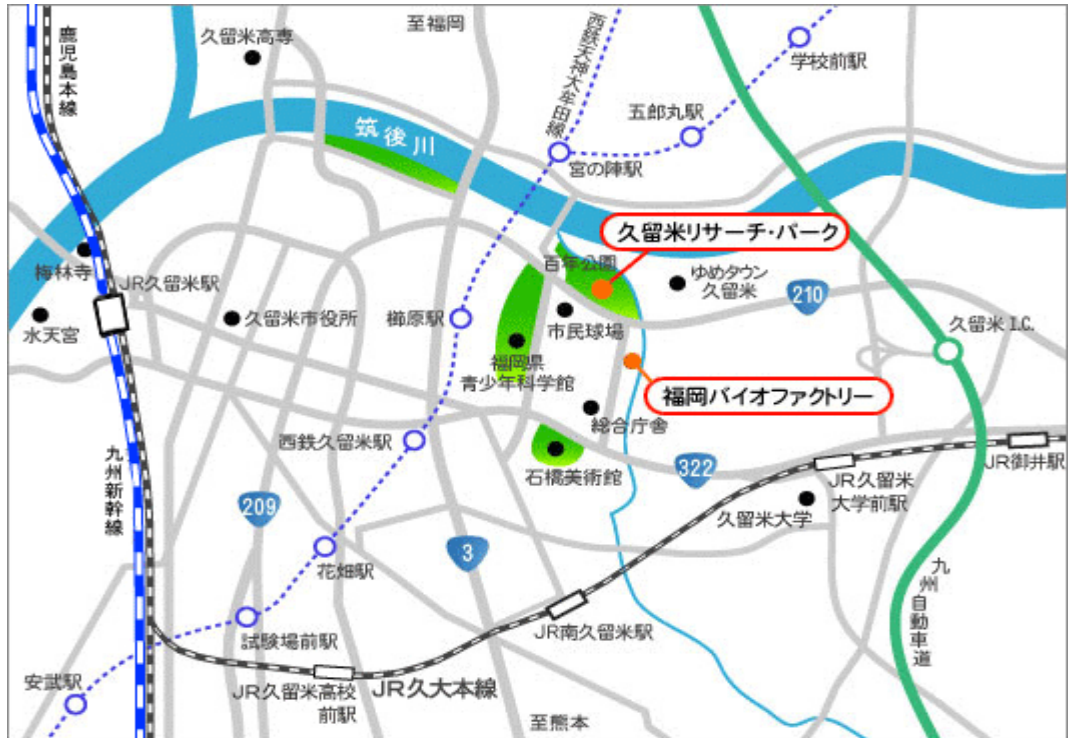 鹿児島本線
久留米高専
至福岡
西鉄天神大牟田線
学校前駅
五郎丸駅
筑後川
宮の陣駅
久留米リサーチ・パーク
梅林寺
JR久留米駅
百年公園
ゆめタウン
久留米
210
水天宮
久留米市役所
櫛原駅
市民球場
久留米 I.C.
福岡県
青少年科学館
福岡バイオファクトリー
総合庁舎
西鉄久留米駅
石橋美術館
322
JR久留米
大学前駅
JR御井駅
九州新幹線
209
久留米大学
3
花畑駅
九州自動車道
試験場前駅
JR南久留米駅
安武駅
JR久留米高校
前駅
JR久大本線
至熊本